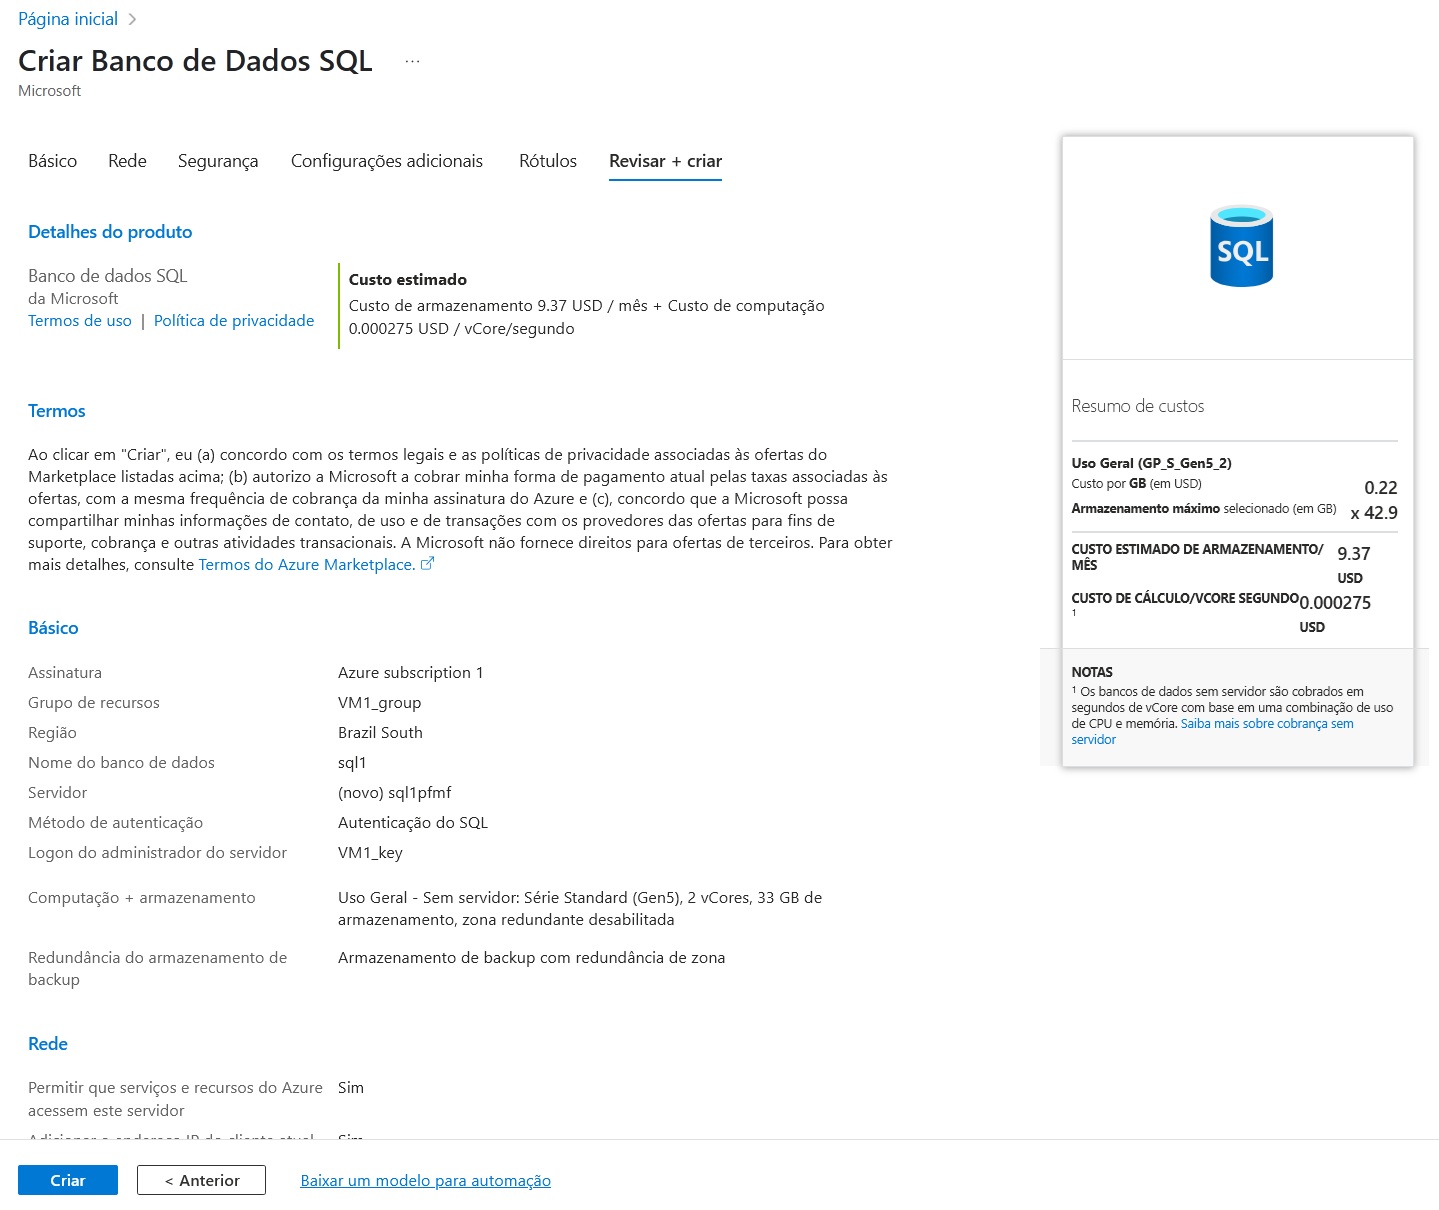 Página inicial
Criar Banco de Dados SQL ...
Microsoft
Básico Rede Segurança Configurações adicionais Rótulos Revisar + criar
Detalhes do produto
Banco de dados SQL
da Microsoft
Termos de uso | Política de privacidade
Custo estimado
Custo de armazenamento 9.37 USD / mês + Custo de computação
0.000275 USD / vCore/segundo
Termos
Ao clicar em "Criar", eu (a) concordo com os termos legais e as políticas de privacidade associadas às ofertas do
Marketplace listadas acima; (b) autorizo a Microsoft a cobrar minha forma de pagamento atual pelas taxas associadas às
ofertas, com a mesma frequência de cobrança da minha assinatura do Azure e (c), concordo que a Microsoft possa
compartilhar minhas informações de contato, de uso e de transações com os provedores das ofertas para fins de
suporte, cobrança e outras atividades transacionais. A Microsoft não fornece direitos para ofertas de terceiros. Para obter
mais detalhes, consulte Termos do Azure Marketplace.
Básico
Assinatura Azure subscription 1
Grupo de recursos VM1_group
Região Brazil South
Nome do banco de dados sql1
Servidor (novo) sql1pfmf
Método de autenticação Autenticação do SQL
Logon do administrador do servidor VM1_key
Computação + armazenamento Uso Geral - Sem servidor: Série Standard (Gen5), 2 vCores, 33 GB de
armazenamento, zona redundante desabilitada
Redundância do armazenamento de Armazenamento de backup com redundância de zona
backup
Rede
Permitir que serviços e recursos do Azure Sim
acessem este servidor
Adicionar o endereço IP do cliente atual Sim
Criar < Anterior Baixar um modelo para automação
SQL
Resumo de custos
Uso Geral (GP_S_Gen5_2)
Custo por GB (em USD) 0.22
Armazenamento máximo selecionado (em GB) x 42.9
CUSTO ESTIMADO DE ARMAZENAMENTO/ 9.37
MÊS USD
CUSTO DE CÁLCULO/VCORE SEGUNDO 0.000275
1 USD
NOTAS
1 Os bancos de dados sem servidor são cobrados em
segundos de vCore com base em uma combinação de uso
de CPU e memória. Saiba mais sobre cobrança sem
servidor